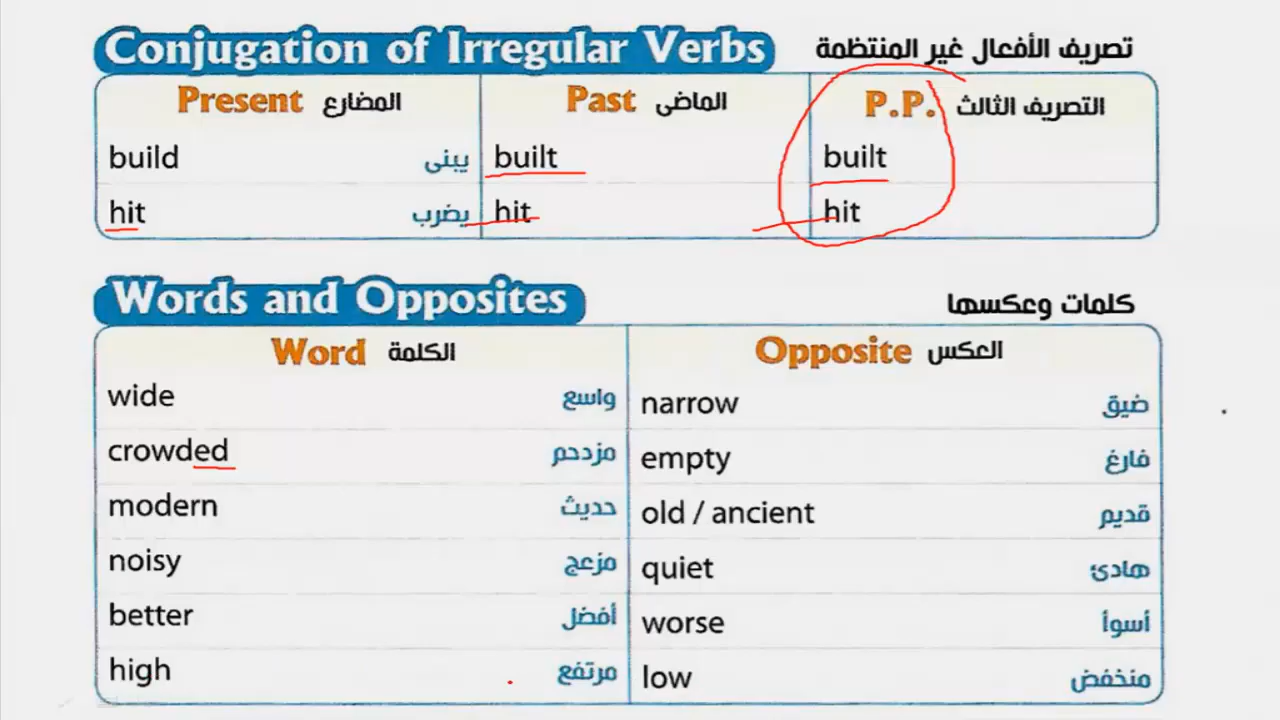 Conjugation of Irregular Verbs تصريف الأفعال غير المنتظمة
Present المضارع Past الماضى P.P. التصريف الثالث
build يبنى built built
hit يضرب hit hit
Words and Opposites كلمات وعكسها
Word الكلمة Opposite العكس
wide واسع narrow ضيق
crowded مزدحم empty فارغ
modern حديث old / ancient قديم
noisy مزعج quiet هادئ
better أفضل worse أسوأ
high مرتفع low منخفض